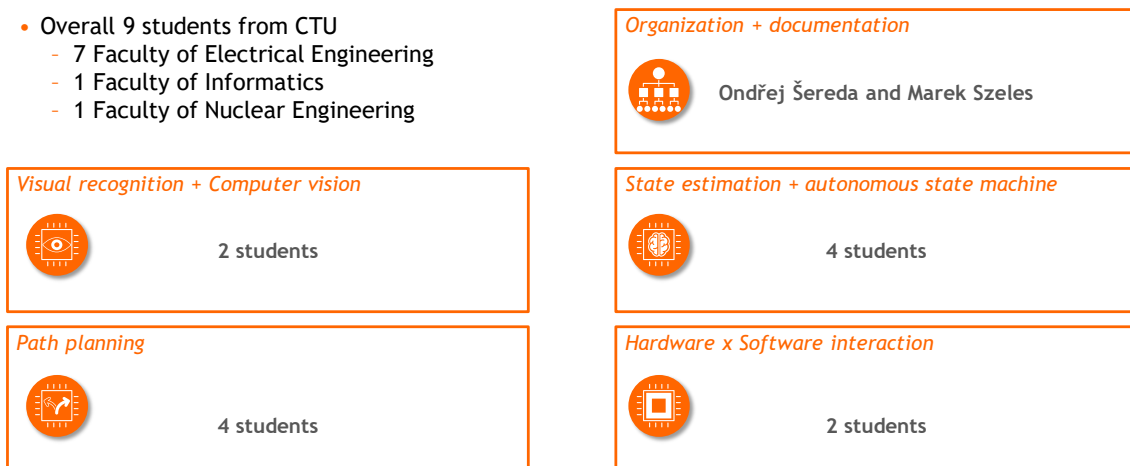 • Overall 9 students from CTU
- 7 Faculty of Electrical Engineering
- 1 Faculty of Informatics
- 1 Faculty of Nuclear Engineering
Organization + documentation
Ondřej Šereda and Marek Szeles
Visual recognition + Computer vision
2 students
State estimation + autonomous state machine
4 students
Path planning
4 students
Hardware x Software interaction
2 students